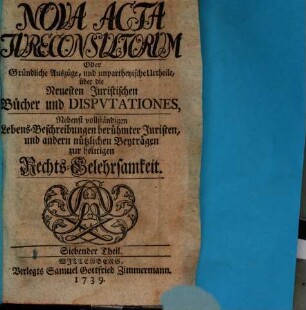 NOVA ACTA
JURECONSULTORUM
Oder
Gründliche Auszüge, und unpartheyische Urtheile,
über die
Neuesten Juristischen
Bücher und DISPVTATIONES,
Nebenst vollständigen
Lebens-Beschreibungen berühmter Juristen,
und andern nützlichen Beyträgen
zur heutigen
Rechts-Gelehrsamkeit.
Siebender Theil.
WITTENBERG,
Verlegts Samuel Gottfried Zimmermann.
1739.